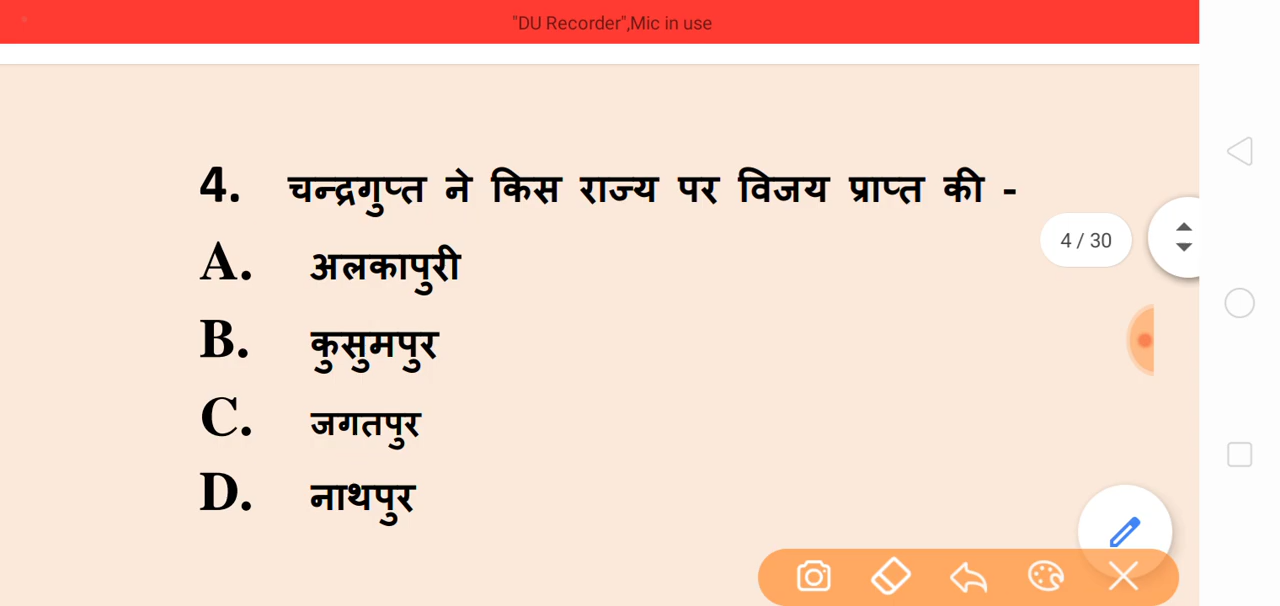 "DU Recorder",Mic in use
4. चन्द्रगुप्त ने किस राज्य पर विजय प्राप्त की -
4 / 30
A. अलकापुरी
B. कुसुमपुर
C. जगतपुर
D. नाथपुर